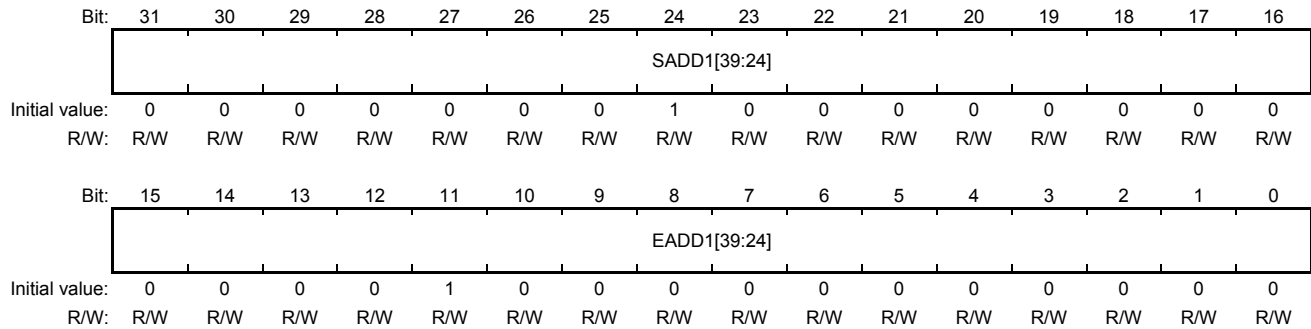 Bit: 31 30 29 28 27 26 25 24 23 22 21 20 19 18 17 16
SADD1[39:24]
Initial value: 0 0 0 0 0 0 0 1 0 0 0 0 0 0 0 0
R/W: R/W R/W R/W R/W R/W R/W R/W R/W R/W R/W R/W R/W R/W R/W R/W R/W
Bit: 15 14 13 12 11 10 9 8 7 6 5 4 3 2 1 0
EADD1[39:24]
Initial value: 0 0 0 0 1 0 0 0 0 0 0 0 0 0 0 0
R/W: R/W R/W R/W R/W R/W R/W R/W R/W R/W R/W R/W R/W R/W R/W R/W R/W